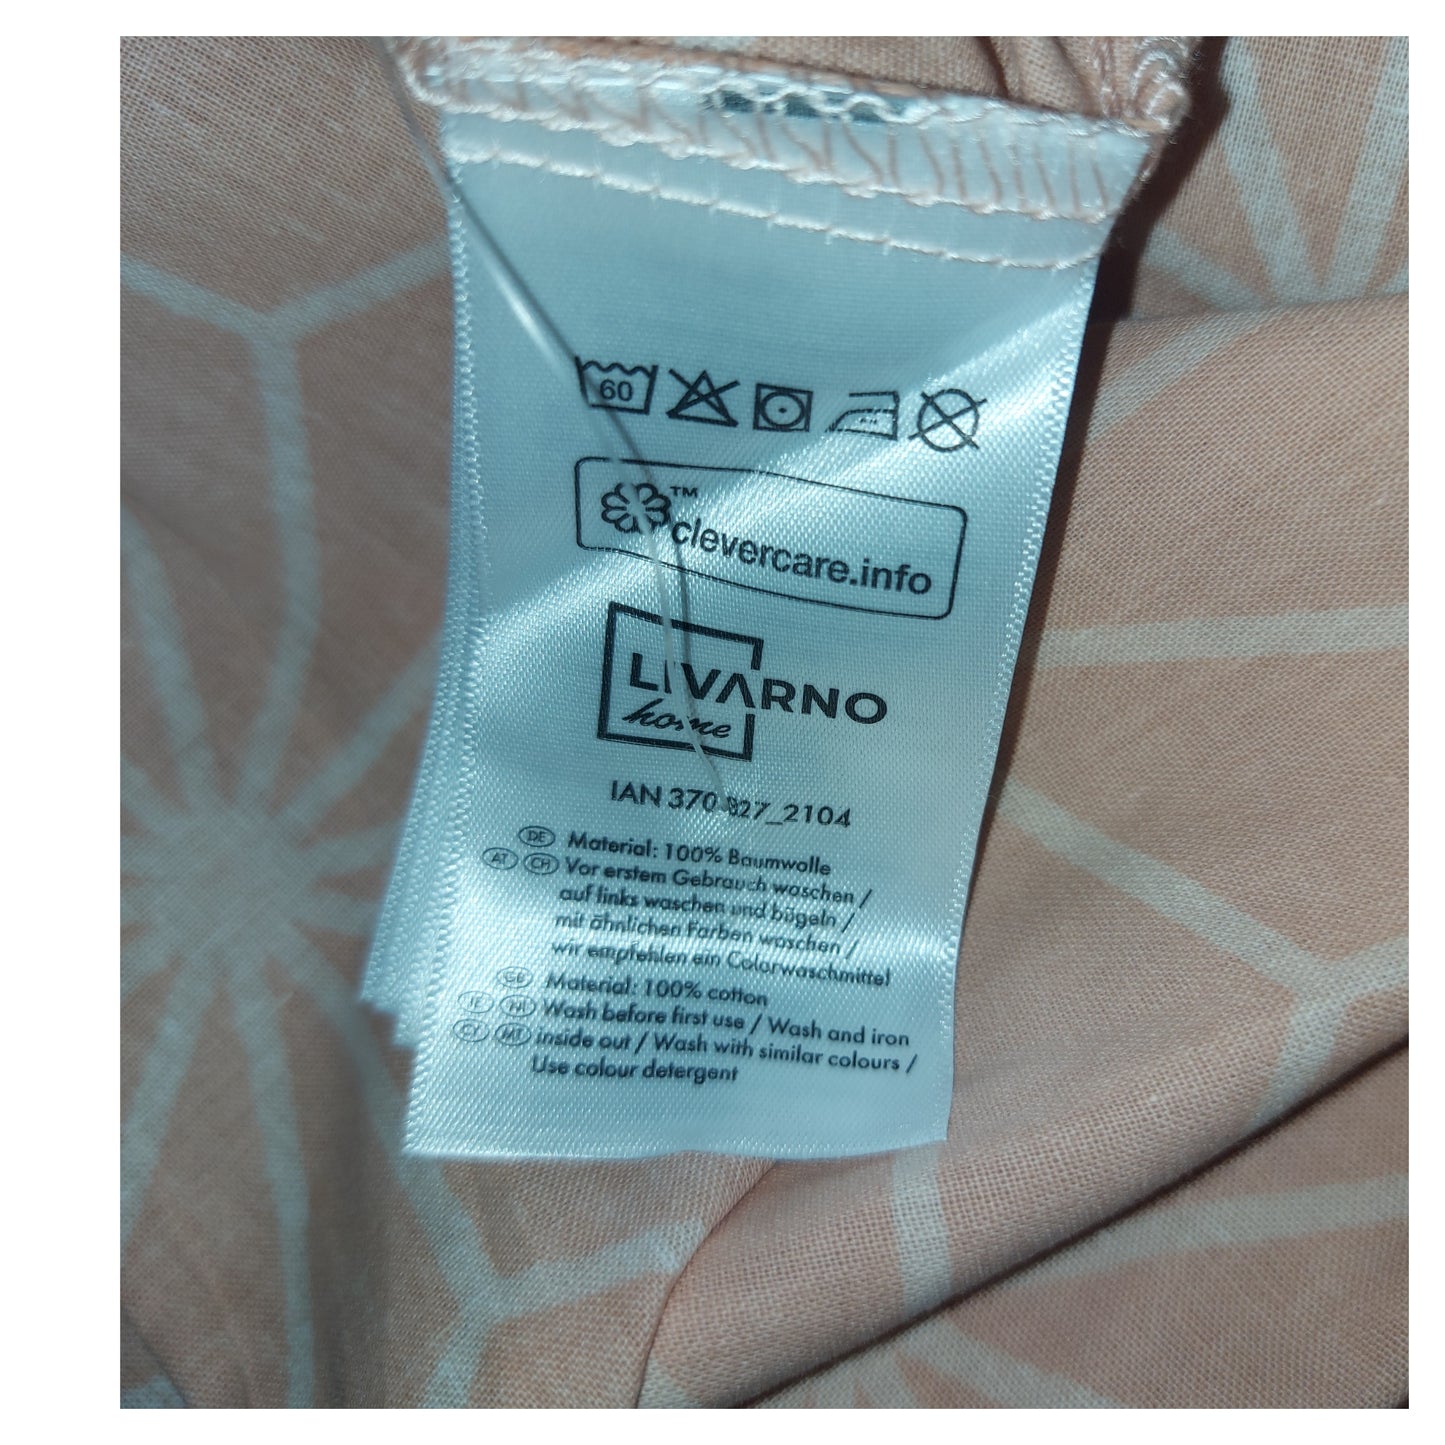 60
™
clevercare.info
LIVARNO
home
IAN 370827_2104
DE Material: 100% Baumwolle
AT CH Vor erstem Gebrauch waschen /
auf links waschen und bügeln /
mit ähnlichen Farben waschen /
wir empfehlen ein Colorwaschmittel
GB Material: 100% cotton
IE NI Wash before first use / Wash and iron
CY MT inside out / Wash with similar colours /
Use colour detergent